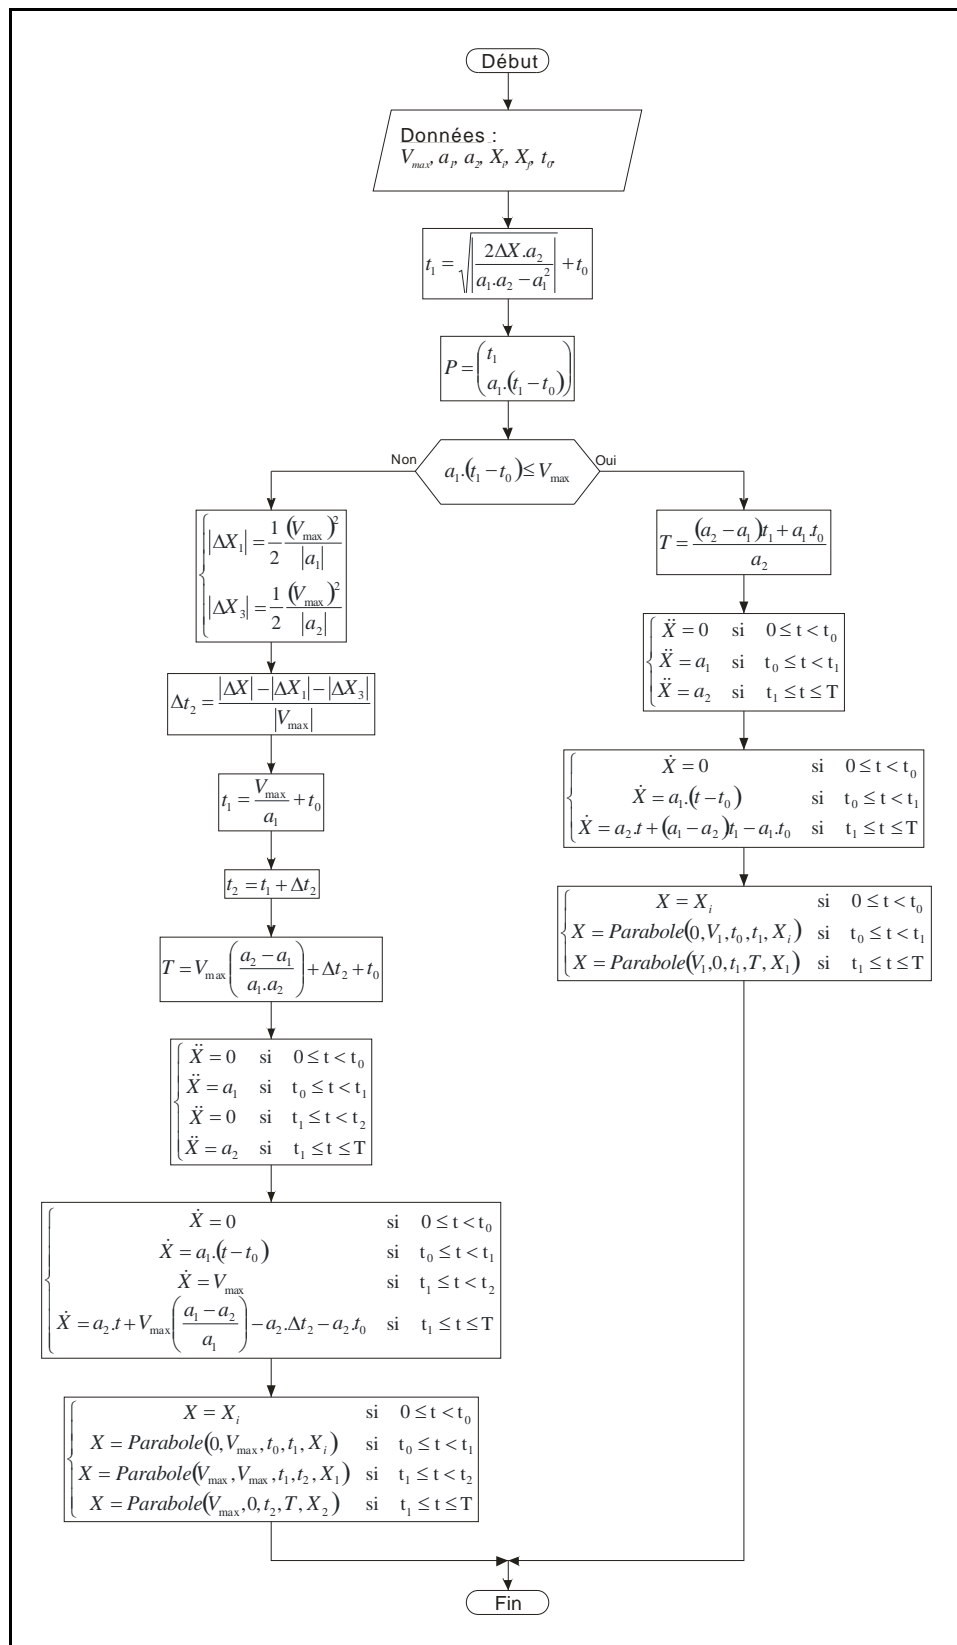 Début
Données :
V_max, a_1, a_2, X_i, X_f, t_0,
t_1 = √|2ΔX.a_2 / (a_1.a_2 − a_1^2)| + t_0
P = (t_1
a_1.(t_1 − t_0))
Non
a_1.(t_1 − t_0) ≤ V_max
Oui
|ΔX_1| = 1/2 (V_max)^2 / |a_1|
|ΔX_3| = 1/2 (V_max)^2 / |a_2|
Δt_2 = (|ΔX| − |ΔX_1| − |ΔX_3|) / |V_max|
t_1 = V_max / a_1 + t_0
t_2 = t_1 + Δt_2
T = V_max ((a_2 − a_1) / (a_1.a_2)) + Δt_2 + t_0
Ẍ = 0 si 0 ≤ t < t_0
Ẍ = a_1 si t_0 ≤ t < t_1
Ẍ = 0 si t_1 ≤ t < t_2
Ẍ = a_2 si t_1 ≤ t ≤ T
Ẋ = 0 si 0 ≤ t < t_0
Ẋ = a_1.(t − t_0) si t_0 ≤ t < t_1
Ẋ = V_max si t_1 ≤ t < t_2
Ẋ = a_2.t + V_max ((a_1 − a_2) / a_1) − a_2.Δt_2 − a_2.t_0 si t_1 ≤ t ≤ T
X = X_i si 0 ≤ t < t_0
X = Parabole(0, V_max, t_0, t_1, X_i) si t_0 ≤ t < t_1
X = Parabole(V_max, V_max, t_1, t_2, X_1) si t_1 ≤ t < t_2
X = Parabole(V_max, 0, t_2, T, X_2) si t_1 ≤ t ≤ T
T = ((a_2 − a_1)t_1 + a_1.t_0) / a_2
Ẍ = 0 si 0 ≤ t < t_0
Ẍ = a_1 si t_0 ≤ t < t_1
Ẍ = a_2 si t_1 ≤ t ≤ T
Ẋ = 0 si 0 ≤ t < t_0
Ẋ = a_1.(t − t_0) si t_0 ≤ t < t_1
Ẋ = a_2.t + (a_1 − a_2)t_1 − a_1.t_0 si t_1 ≤ t ≤ T
X = X_i si 0 ≤ t < t_0
X = Parabole(0, V_1, t_0, t_1, X_i) si t_0 ≤ t < t_1
X = Parabole(V_1, 0, t_1, T, X_1) si t_1 ≤ t ≤ T
Fin